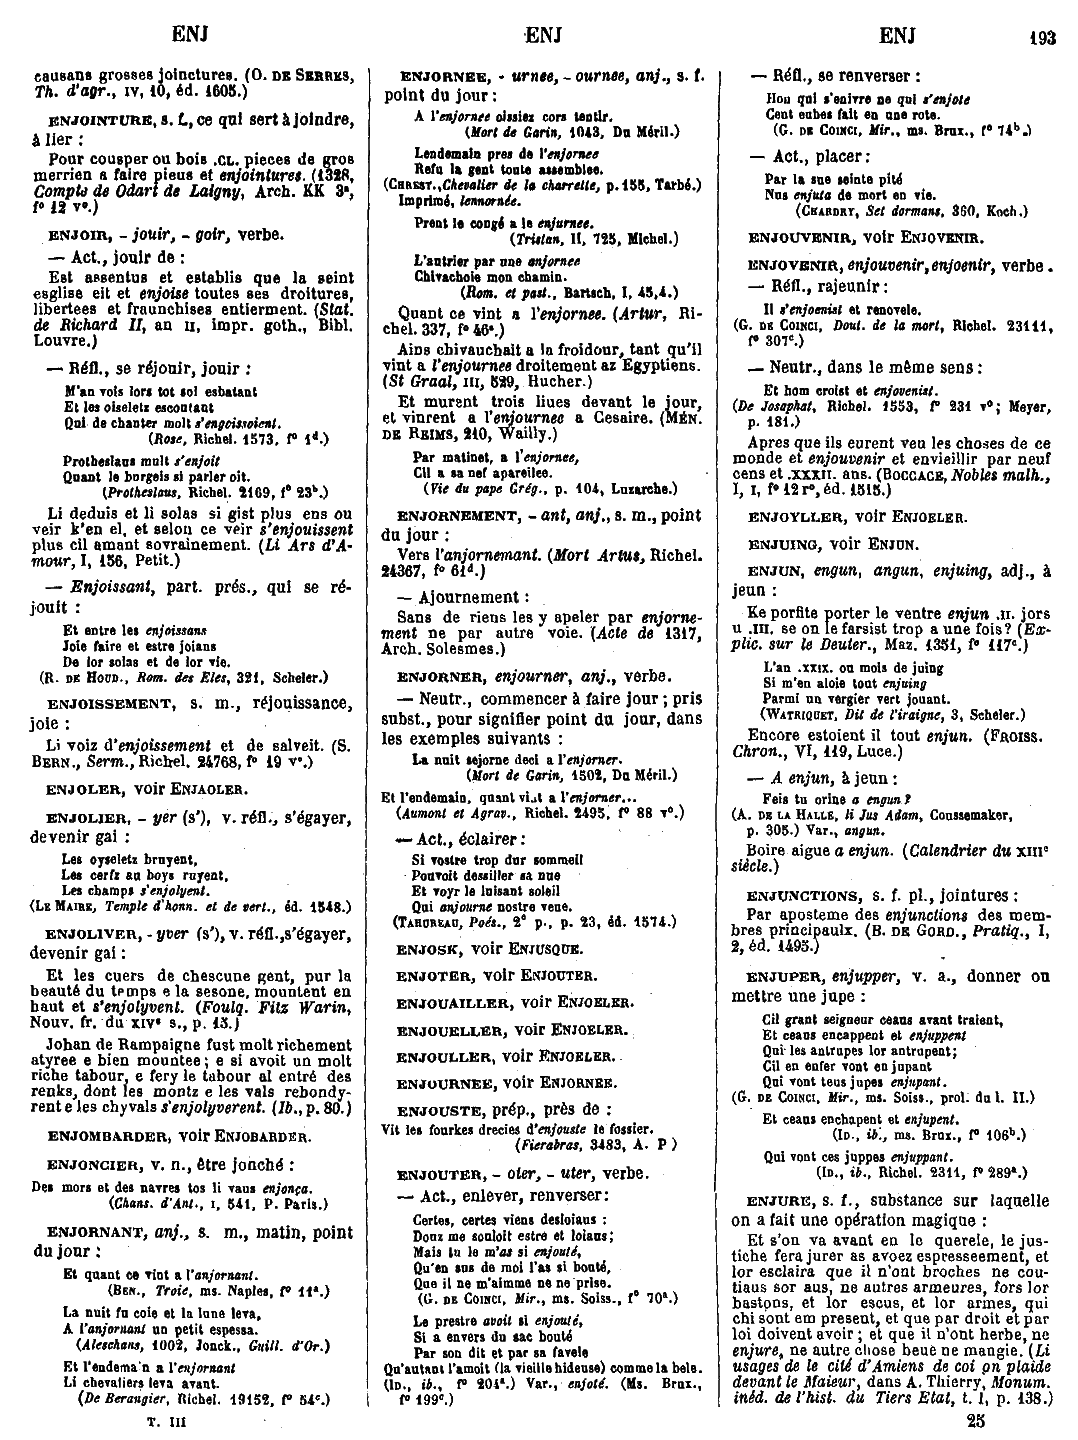 ENJ
ENJ
ENJ
193
causans grosses joinctures. (O. DE SERRES,
Th. d'agr., IV, 10, éd. 1605.)
ENJOINTURE, s. f., ce qui sert à joindre,
à lier :
Pour cousper ou bois .CL. pieces de gros
merrien a faire pieus et enjointures. (1328,
Compte de Odart de Laigny, Arch. KK 3ª,
fº 12 vº.)
ENJOIR, - jouir, - goir, verbe.
— Act., jouir de :
Est assentus et establis que la seint
esglise eit et enjoise toutes ses droitures,
libertees et fraunchises entierment. (Stat.
de Richard II, an II, impr. goth., Bibl.
Louvre.)
— Réfl., se réjouir, jouir :
M'an vois lors tot sol esbatant
Et les oiseletz escoutant
Qui de chanter molt s'engoissoient.
(Rose, Richel. 1573, fº 1ᵈ.)
Protheslaus mult s'enjoit
Quant le borgeis si parler oit.
(Protheslaus, Richel. 2169, fº 23ᵇ.)
Li deduis et li solas si gist plus ens ou
veir k'en el, et selon ce veir s'enjouissent
plus cil amant sovrainement. (Li Ars d'A-
mour, I, 156, Petit.)
— Enjoissant, part. prés., qui se ré-
jouit :
Et entre les enjoissans
Joie faire et estre joians
De lor solas et de lor vie.
(R. DE HOUD., Rom. des Eles, 321, Scheler.)
ENJOISSEMENT, s. m., réjouissance,
joie :
Li voiz d'enjoissement et de salveit. (S.
BERN., Serm., Richel. 24768, fº 19 vº.)
ENJOLER, voir ENJAOLER.
ENJOLIER, - yer (s'), v. réfl., s'égayer,
devenir gai :
Les oyseletz bruyent,
Les cerfz au boys ruyent,
Les champs s'enjolyent.
(LE MAIRE, Temple d'honn. et de vert., éd. 1548.)
ENJOLIVER, - yver (s'), v. réfl., s'égayer,
devenir gai :
Et les cuers de chescune gent, pur la
beauté du temps e la sesone, mountent en
haut et s'enjolyvent. (Foulq. Fitz Warin,
Nouv. fr. du XIVᵉ s., p. 15.)
Johan de Rampaigne fust molt richement
atyree e bien mountee ; e si avoit un molt
riche tabour, e fery le tabour al entré des
renks, dont les montz e les vals rebondy-
rent e les chyvals s'enjolyverent. (Ib., p. 80.)
ENJOMBARDER, voir ENJOBARDER.
ENJONCIER, v. n., être jonché :
Des mors et des navres tos li vaus enjonça.
(Chans. d'Ant., I, 541, P. Paris.)
ENJORNANT, anj., s. m., matin, point
du jour :
Et quant ce vint a l'anjornant.
(BEN., Troie, ms. Naples, fº 11ª.)
La nuit fu coie et la lune leva,
A l'anjornant un petit espessa.
(Aleschans, 1002, Jonck., Guill. d'Or.)
Et l'endema'n a l'enjornant
Li chevaliers leva avant.
(De Berangier, Richel. 19152, fº 54ᶜ.)
T. III
ENJORNEE, - urnee, - ournee, anj., s. f.
point du jour :
A l'enjornee oissiez cors tentir.
(Mort de Garin, 1043, Du Méril.)
Lendemain pres de l'enjornee
Refu la gent toute assemblee.
(CHREST., Chevalier de la charrette, p. 155, Tarbé.)
Imprimé, lennornée.
Prent le congé a le enjurnee.
(Tristan, II, 725, Michel.)
L'autrier par une anjornee
Chivachoie mon chamin.
(Rom. et past., Bartsch, I, 45,4.)
Quant ce vint a l'enjornee. (Artur, Ri-
chel. 337, fº 46ᵃ.)
Ains chivauchait a la froidour, tant qu'il
vint a l'enjournee droitement az Egyptiens.
(St Graal, III, 529, Hucher.)
Et murent trois liues devant le jour,
et vinrent a l'enjournee a Cesaire. (MÉN.
DE REIMS, 210, Wailly.)
Par matinet, a l'enjornee,
Cil a sa nef apareilee.
(Vie du pape Grég., p. 104, Luzarche.)
ENJORNEMENT, - ant, anj., s. m., point
du jour :
Vers l'anjornemant. (Mort Artus, Richel.
24367, fº 61ᵈ.)
— Ajournement :
Sans de riens les y apeler par enjorne-
ment ne par autre voie. (Acte de 1317,
Arch. Solesmes.)
ENJORNER, enjourner, anj., verbe.
— Neutr., commencer à faire jour ; pris
subst., pour signifier point du jour, dans
les exemples suivants :
La nuit sejorne deci a l'enjorner.
(Mort de Garin, 1502, Du Méril.)
Et l'endemain, quant vint a l'enjorner...
(Aumont et Agrav., Richel. 2495, fº 88 vº.)
— Act., éclairer :
Si vostre trop dur sommeil
Pouvoit dessiller sa nue
Et voyr le luisant soleil
Qui anjourne nostre veue.
(TAHUREAU, Poés., 2ᵉ p., p. 23, éd. 1574.)
ENJOSK, voir ENJUSQUE.
ENJOTER, voir ENJOUTER.
ENJOUAILLER, voir ENJOELER.
ENJOUELLER, voir ENJOELER.
ENJOULLER, voir ENJOELER.
ENJOURNEE, voir ENJORNEE.
ENJOUSTE, prép., près de :
Vit les fourkes drecies d'enjouste le fossier.
(Fierabras, 3483, A. P )
ENJOUTER, - oter, - uter, verbe.
— Act., enlever, renverser :
Certes, certes viens desloiaus :
Donz me souloit estre et loiaus ;
Mais tu le m'as si enjouté,
Qu'en sus de moi l'as si bouté,
Que il ne m'aimme ne ne prise.
(G. DE COINCI, Mir., ms. Soiss., fº 70ᵃ.)
Le prestre avoit si enjouté,
Si a envers du sac bouté
Par son dit et par sa favele
Qu'autant l'amoit (la vieille hideuse) comme la bele.
(ID., ib., fº 204ª.) Var., enjoté. (Ms. Brux.,
fº 199ᶜ.)
— Réfl., se renverser :
Hou qui s'enivre ne qui s'enjote
Cent eubes fait en une rote.
(G. DE COINCI, Mir., ms. Brux., fº 74ᵇ.)
— Act., placer :
Par la sue seinte pité
Nus enjuta de mort en vie.
(CHARDRY, Set dormans, 360, Koch.)
ENJOUVENIR, voir ENJOVENIR.
ENJOVENIR, enjouvenir, enjoenir, verbe.
— Réfl., rajeunir :
Il s'enjoenist et renovele.
(G. DE COINCI, Dout. de la mort, Richel. 23111,
fº 307ᶜ.)
— Neutr., dans le même sens :
Et hom croist et enjovenist.
(De Josaphat, Richel. 1553, fº 231 vº ; Meyer,
p. 181.)
Apres que ils eurent veu les choses de ce
monde et enjouvenir et envieillir par neuf
cens et .XXXII. ans. (BOCCACE, Nobles malh.,
I, 1, fº 12 rº, éd. 1515.)
ENJOYLLER, voir ENJOELER.
ENJUING, voir ENJUN.
ENJUN, engun, angun, enjuing, adj., à
jeun :
Ke porfite porter le ventre enjun .II. jors
u .III. se on le farsist trop a une fois ? (Ex-
plic. sur le Deuter., Maz. 1351, fº 117ᶜ.)
L'an .XXIX. ou mois de juing
Si m'en aloie tout enjuing
Parmi un vergier vert jouant.
(WATRIQUET, Dit de l'iraigne, 3, Scheler.)
Encore estoient il tout enjun. (FROISS.
Chron., VI, 119, Luce.)
— A enjun, à jeun :
Feis tu orine a engun ?
(A. DE LA HALLE, li Jus Adam, Coussemaker,
p. 305.) Var., angun.
Boire aigue a enjun. (Calendrier du XIIIᵉ
siècle.)
ENJUNCTIONS, s. f. pl., jointures :
Par aposteme des enjunctions des mem-
bres principaulx. (B. DE GORD., Pratiq., I,
2, éd. 1495.)
ENJUPER, enjupper, v. a., donner ou
mettre une jupe :
Cil grant seigneur ceaus avant traient,
Et ceaus encappent et enjuppent
Qui les antrapes lor antrapent ;
Cil en enfer vont en jupant
Qui vont teus jupes enjupant.
(G. DE COINCI, Mir., ms. Soiss., prol. du l. II.)
Et ceaus enchapent et enjupent.
(ID., ib., ms. Brux., fº 106ᵇ.)
Qui vont ces juppes enjuppant.
(ID., ib., Richel. 2311, fº 289ª.)
ENJURE, s. f., substance sur laquelle
on a fait une opération magique :
Et s'on va avant en le querele, le jus-
tiche fera jurer as avoez espresseement, et
lor esclaira que il n'ont broches ne cou-
tiaus sor aus, ne autres armeures, fors lor
bastons, et lor escus, et lor armes, qui
chi sont em present, et que par droit et par
loi doivent avoir ; et que il n'ont herbe, ne
enjure, ne autre chose beue ne mangie. (Li
usages de le cité d'Amiens de coi on plaide
devant le Maieur, dans A. Thierry, Monum.
inéd. de l'hist. du Tiers Etat, t. I, p. 138.)
25